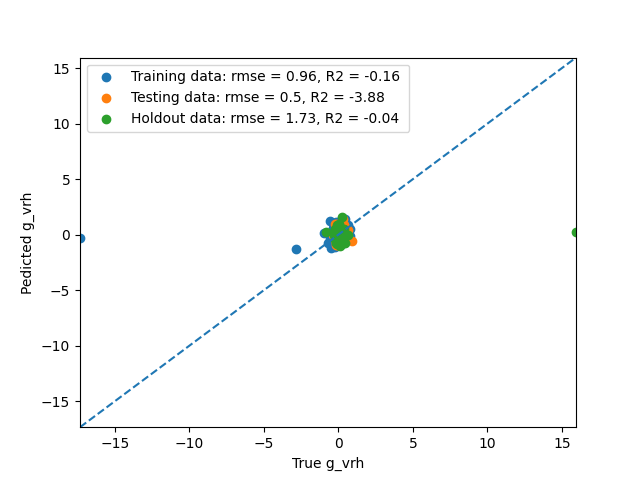 Training data: rmse = 0.96, R2 = -0.16
Testing data: rmse = 0.5, R2 = -3.88
Holdout data: rmse = 1.73, R2 = -0.04
15
10
5
0
−5
−10
−15
Pedicted g_vrh
−15
−10
−5
0
5
10
15
True g_vrh